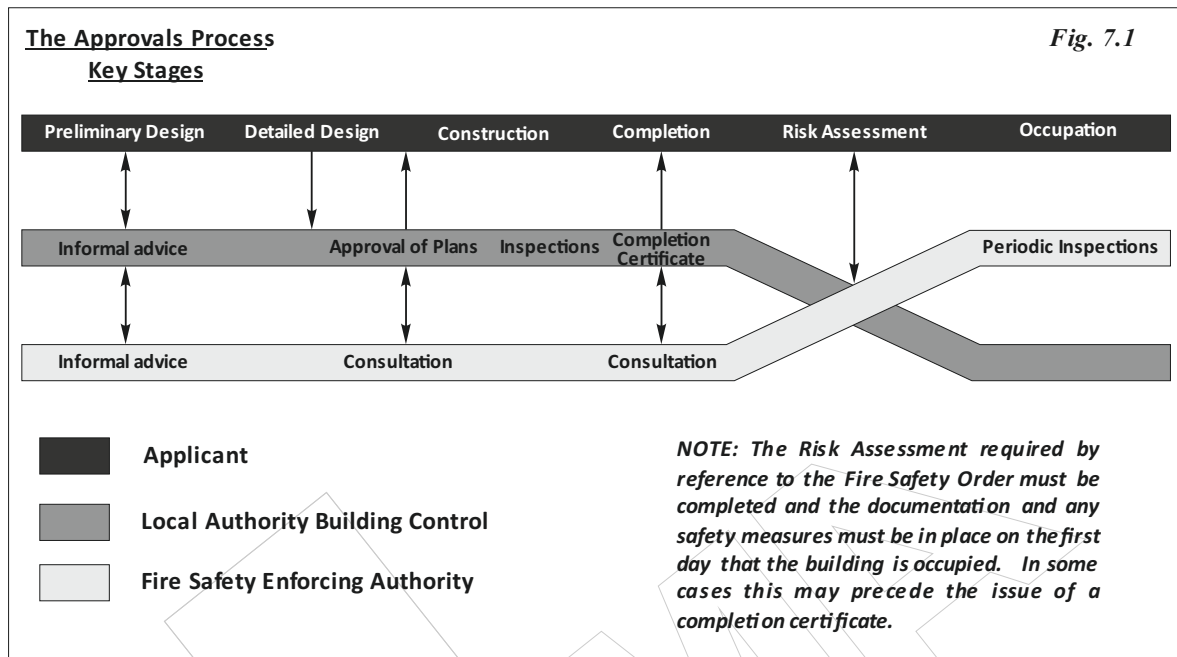 The Approvals Process
Key Stages
Fig. 7.1
Preliminary Design Detailed Design Construction Completion Risk Assessment Occupation
Informal advice Approval of Plans Inspections Completion
Certificate
Periodic Inspections
Informal advice Consultation Consultation
Applicant
Local Authority Building Control
Fire Safety Enforcing Authority
NOTE: The Risk Assessment required by
reference to the Fire Safety Order must be
completed and the documentation and any
safety measures must be in place on the first
day that the building is occupied. In some
cases this may precede the issue of a
completion certificate.